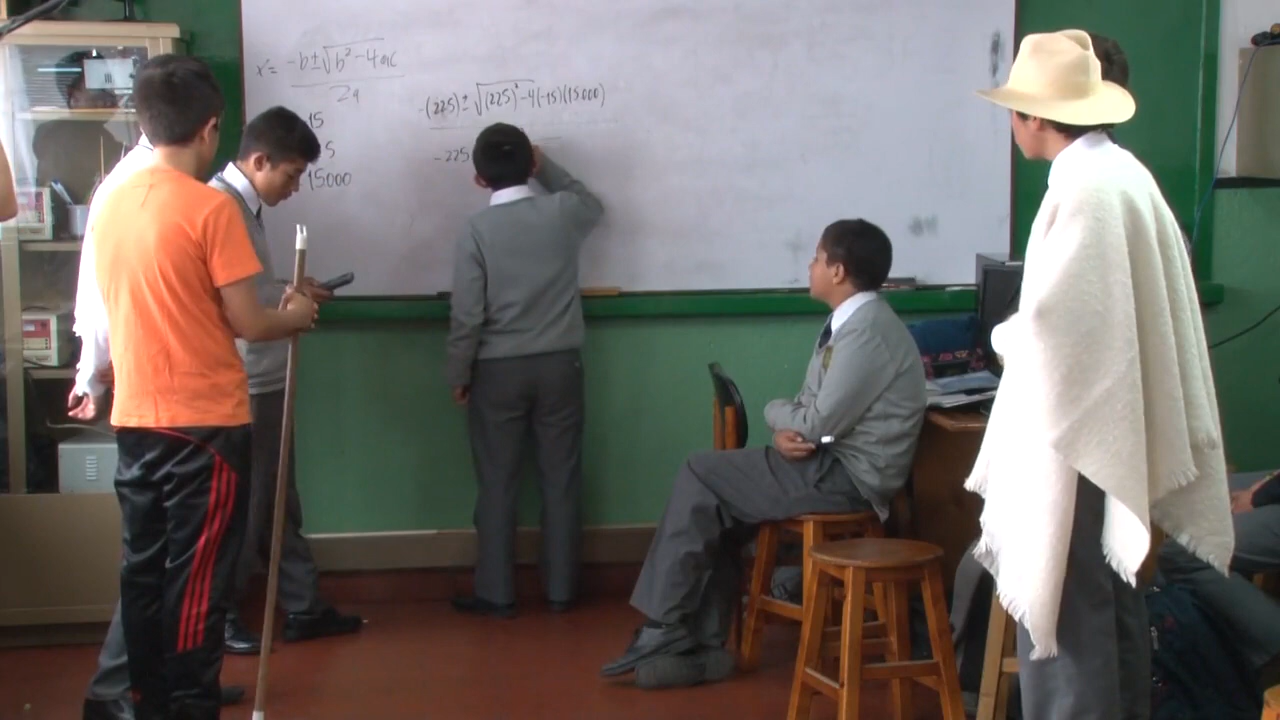 x= -b±√b²-4ac
2a
15
5
15000
-(225)±√(225)²-4(-15)(15000)
-225